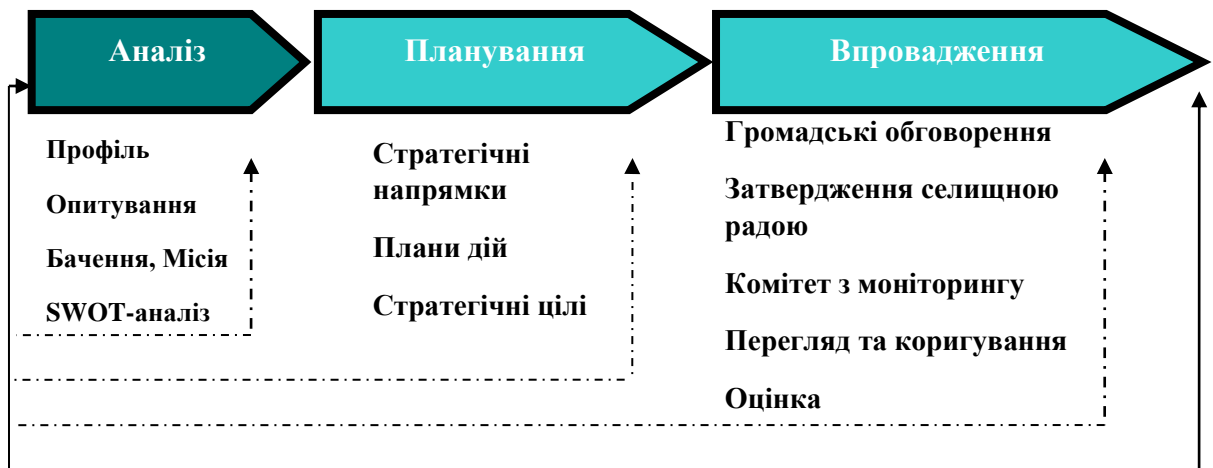 Аналіз
Планування
Впровадження
Профіль
Опитування
Бачення, Місія
SWOT-аналіз
Стратегічні
напрямки
Плани дій
Стратегічні цілі
Громадські обговорення
Затвердження селищною
радою
Комітет з моніторингу
Перегляд та коригування
Оцінка